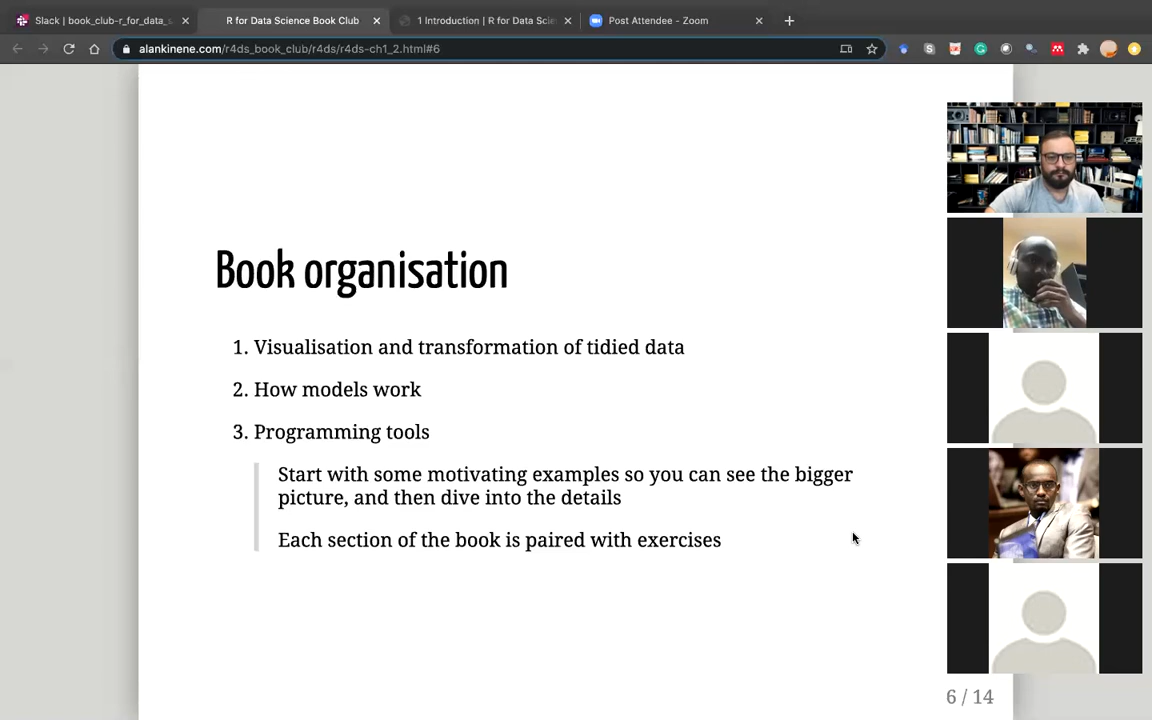 Slack | book_club-r_for_data_s
R for Data Science Book Club
1 Introduction | R for Data Scie
Post Attendee - Zoom
alankinene.com/r4ds_book_club/r4ds/r4ds-ch1_2.html#6
Book organisation
1. Visualisation and transformation of tidied data
2. How models work
3. Programming tools
Start with some motivating examples so you can see the bigger
picture, and then dive into the details
Each section of the book is paired with exercises
6 / 14